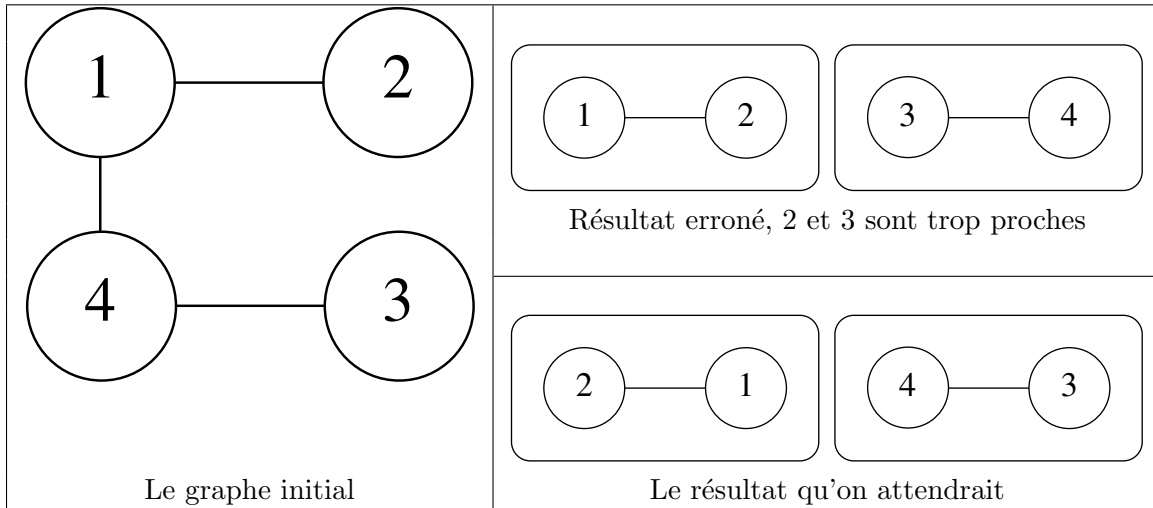 1 2
4 3
Le graphe initial
1 2 3 4
Résultat erroné, 2 et 3 sont trop proches
2 1 4 3
Le résultat qu'on attendrait